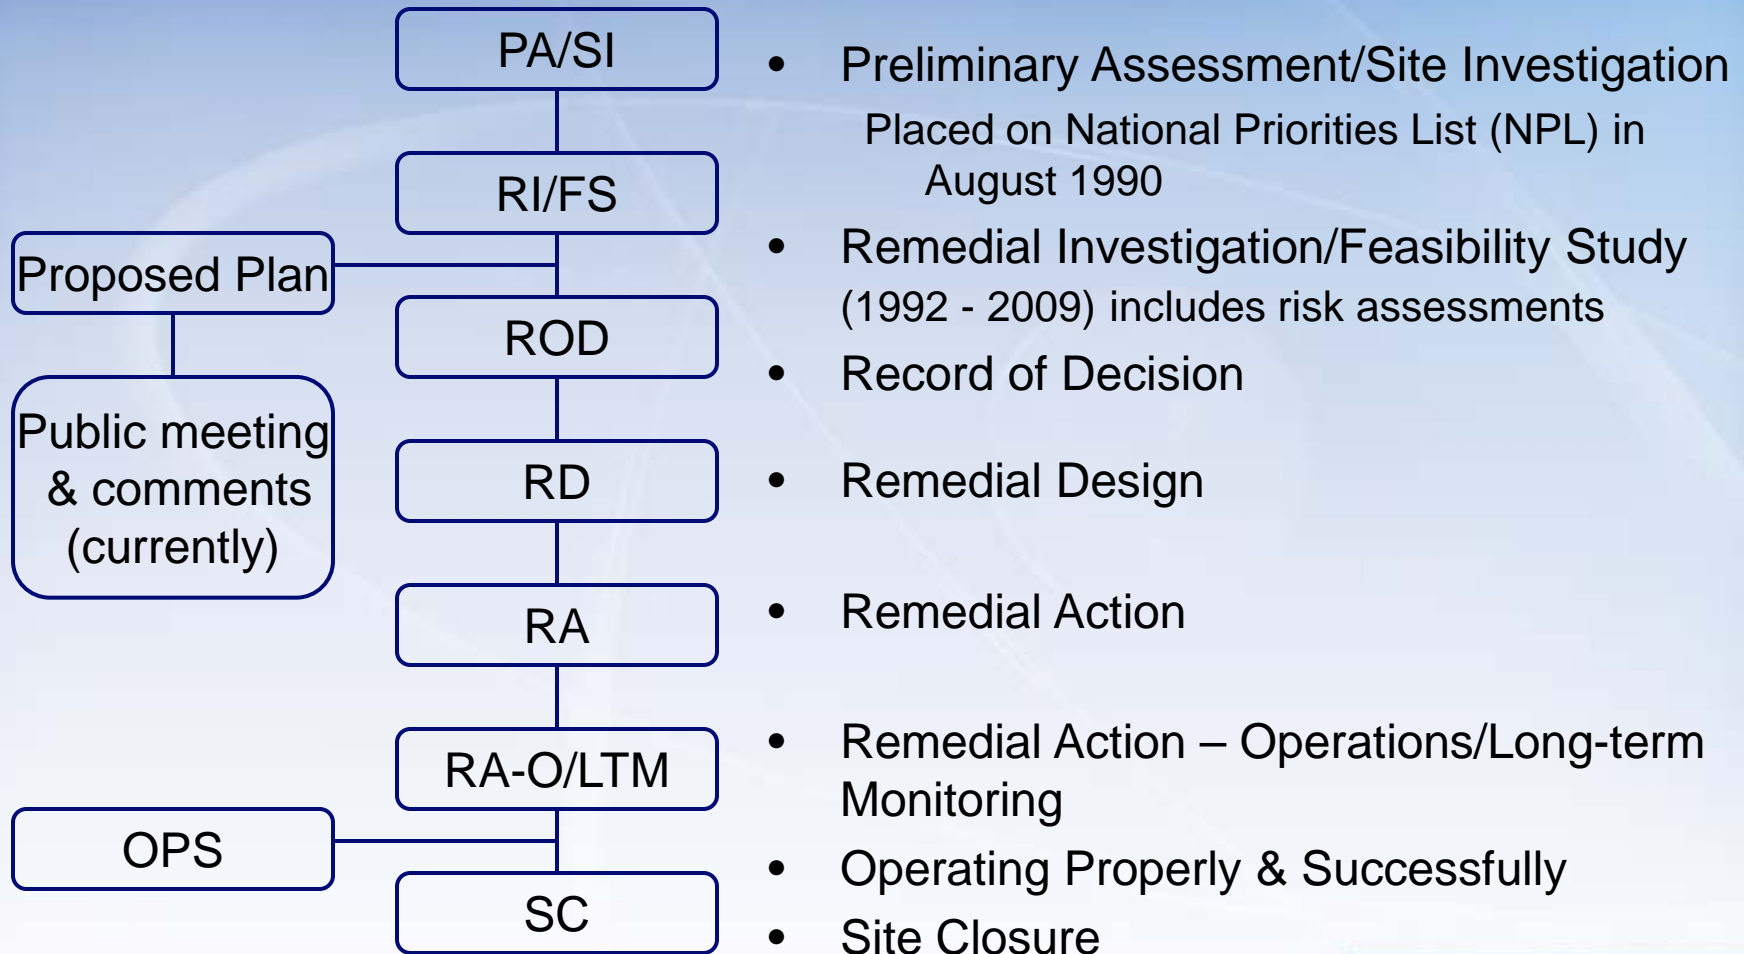 PA/SI
RI/FS
Proposed Plan
ROD
Public meeting
& comments
(currently)
RD
RA
RA-O/LTM
OPS
SC
• Preliminary Assessment/Site Investigation
Placed on National Priorities List (NPL) in
August 1990
• Remedial Investigation/Feasibility Study
(1992 - 2009) includes risk assessments
• Record of Decision
• Remedial Design
• Remedial Action
• Remedial Action – Operations/Long-term
Monitoring
• Operating Properly & Successfully
• Site Closure